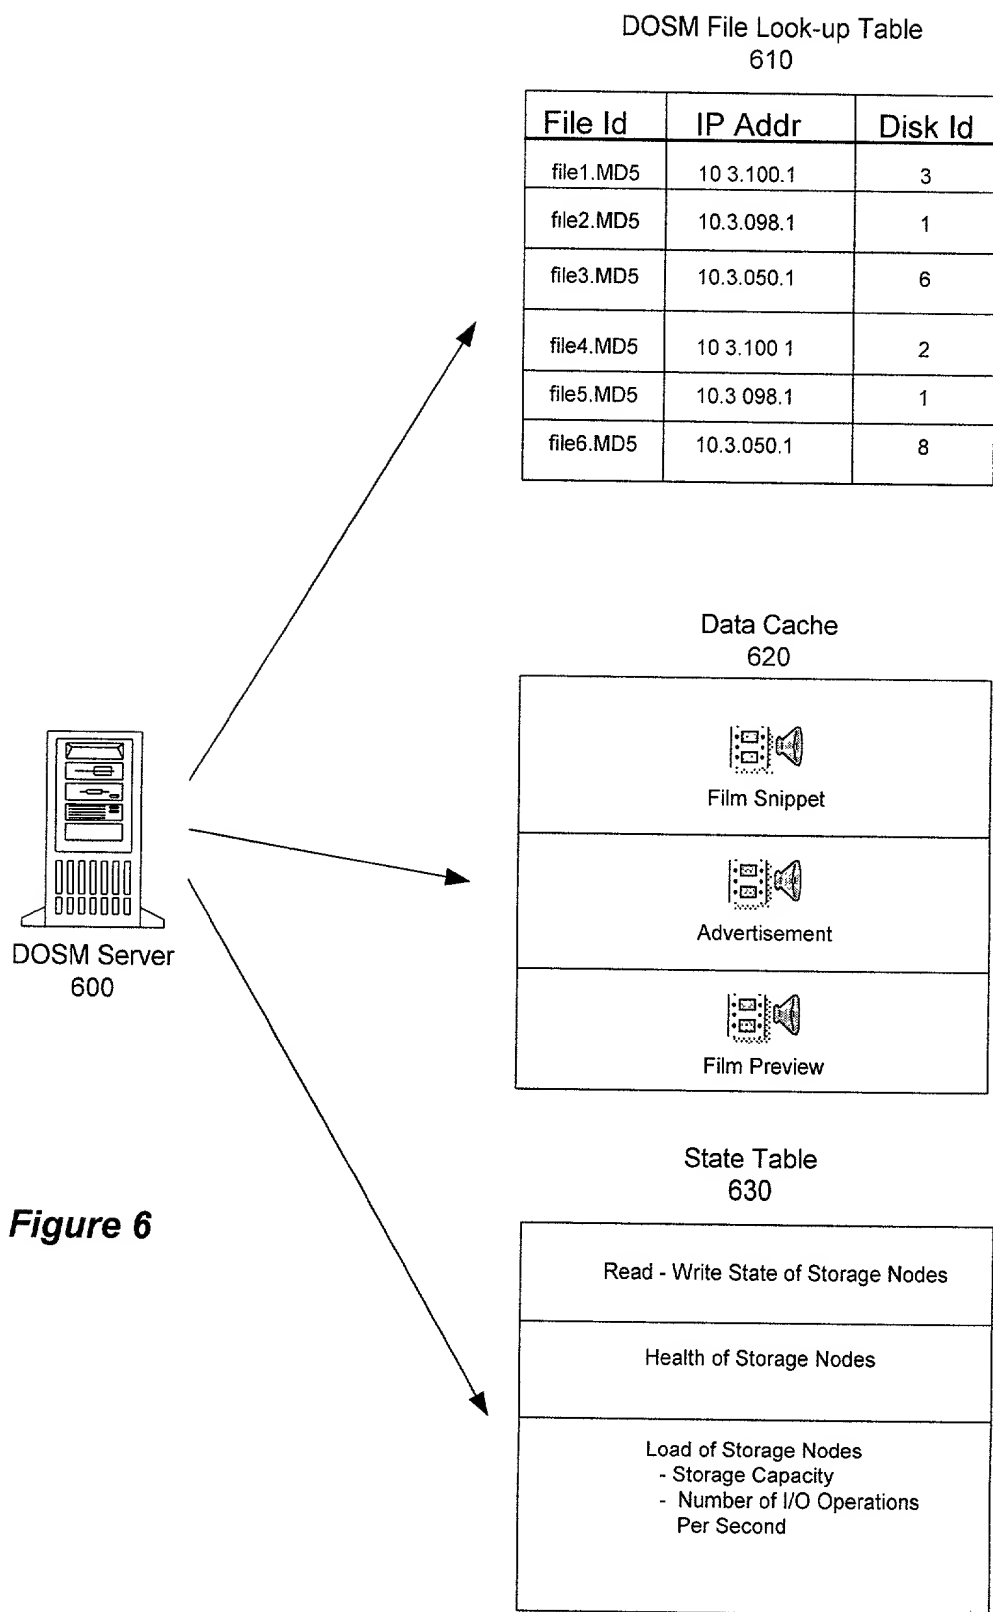 DOSM File Look-up Table
610
File Id IP Addr Disk Id
file1.MD5 10 3.100.1 3
file2.MD5 10.3.098.1 1
file3.MD5 10.3.050.1 6
file4.MD5 10 3.100 1 2
file5.MD5 10.3 098.1 1
file6.MD5 10.3.050.1 8
Data Cache
620
Film Snippet
Advertisement
Film Preview
DOSM Server
600
State Table
630
Read - Write State of Storage Nodes
Health of Storage Nodes
Load of Storage Nodes
- Storage Capacity
- Number of I/O Operations
Per Second
Figure 6